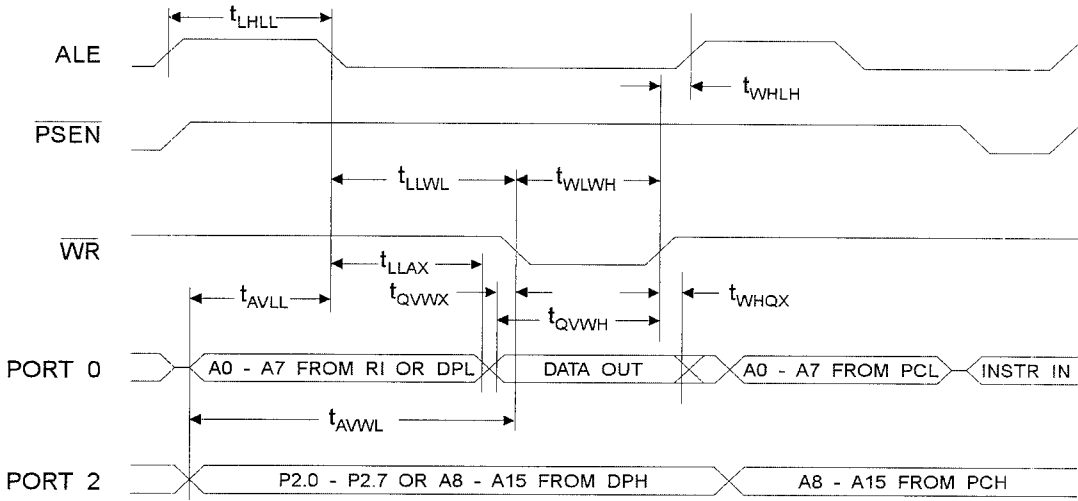 tLHLL
ALE
tWHLH
PSEN
tLLWL
tWLWH
WR
tLLAX
tQVWX
tWHQX
tAVLL
tQVWH
PORT 0
A0 - A7 FROM RI OR DPL
DATA OUT
A0 - A7 FROM PCL
INSTR IN
tAVWL
PORT 2
P2.0 - P2.7 OR A8 - A15 FROM DPH
A8 - A15 FROM PCH